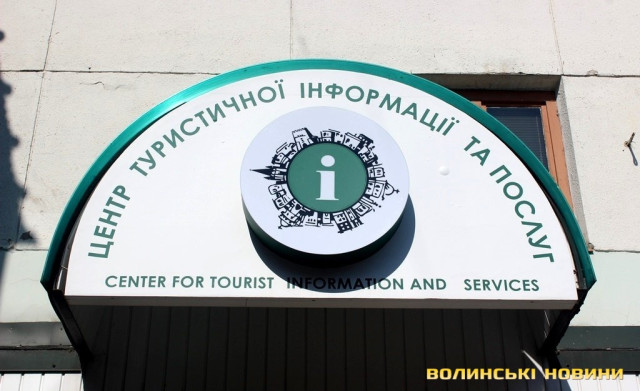 ЦЕНТР ТУРИСТИЧНОЇ ІНФОРМАЦІЇ ТА ПОСЛУГ
i
CENTER FOR TOURIST INFORMATION AND SERVICES
ВОЛИНСЬКІ НОВИНИ